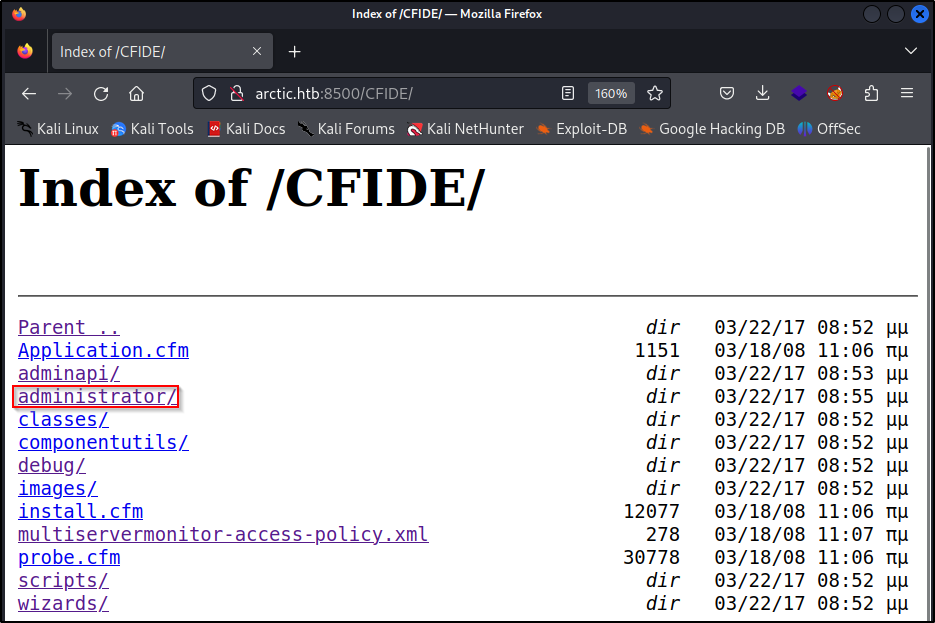 Index of /CFIDE/ — Mozilla Firefox
Index of /CFIDE/
arctic.htb:8500/CFIDE/ 160%
Kali Linux Kali Tools Kali Docs Kali Forums Kali NetHunter Exploit-DB Google Hacking DB OffSec
Index of /CFIDE/
Parent .. dir 03/22/17 08:52 μμ
Application.cfm 1151 03/18/08 11:06 πμ
adminapi/ dir 03/22/17 08:53 μμ
administrator/ dir 03/22/17 08:55 μμ
classes/ dir 03/22/17 08:52 μμ
componentutils/ dir 03/22/17 08:52 μμ
debug/ dir 03/22/17 08:52 μμ
images/ dir 03/22/17 08:52 μμ
install.cfm 12077 03/18/08 11:06 πμ
multiservermonitor-access-policy.xml 278 03/18/08 11:07 πμ
probe.cfm 30778 03/18/08 11:06 πμ
scripts/ dir 03/22/17 08:52 μμ
wizards/ dir 03/22/17 08:52 μμ